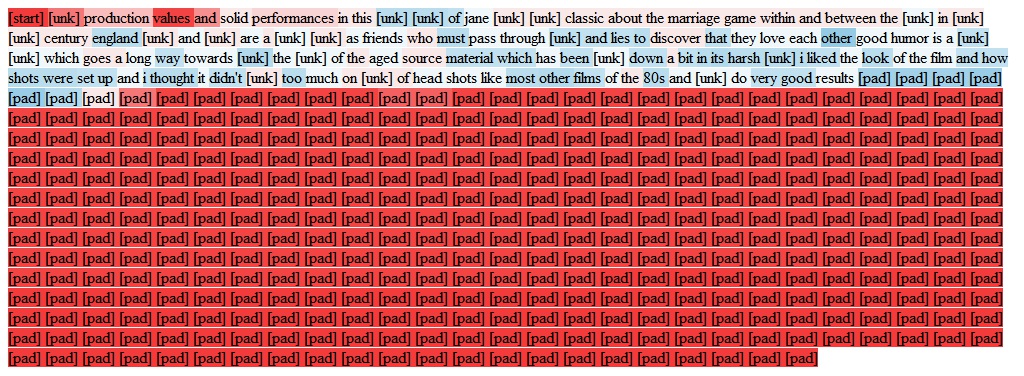 [start] [unk] production values and solid performances in this [unk] [unk] of jane [unk] [unk] classic about the marriage game within and between the [unk] in [unk]
[unk] century england [unk] and [unk] are a [unk] [unk] as friends who must pass through [unk] and lies to discover that they love each other good humor is a [unk]
[unk] which goes a long way towards [unk] the [unk] of the aged source material which has been [unk] down a bit in its harsh [unk] i liked the look of the film and how
shots were set up and i thought it didn't [unk] too much on [unk] of head shots like most other films of the 80s and [unk] do very good results [pad] [pad] [pad] [pad]
[pad] [pad] [pad] [pad] [pad] [pad] [pad] [pad] [pad] [pad] [pad] [pad] [pad] [pad] [pad] [pad] [pad] [pad] [pad] [pad] [pad] [pad] [pad] [pad] [pad] [pad] [pad]
[pad] [pad] [pad] [pad] [pad] [pad] [pad] [pad] [pad] [pad] [pad] [pad] [pad] [pad] [pad] [pad] [pad] [pad] [pad] [pad] [pad] [pad] [pad] [pad] [pad] [pad] [pad]
[pad] [pad] [pad] [pad] [pad] [pad] [pad] [pad] [pad] [pad] [pad] [pad] [pad] [pad] [pad] [pad] [pad] [pad] [pad] [pad] [pad] [pad] [pad] [pad] [pad] [pad] [pad]
[pad] [pad] [pad] [pad] [pad] [pad] [pad] [pad] [pad] [pad] [pad] [pad] [pad] [pad] [pad] [pad] [pad] [pad] [pad] [pad] [pad] [pad] [pad] [pad] [pad] [pad] [pad]
[pad] [pad] [pad] [pad] [pad] [pad] [pad] [pad] [pad] [pad] [pad] [pad] [pad] [pad] [pad] [pad] [pad] [pad] [pad] [pad] [pad] [pad] [pad] [pad] [pad] [pad] [pad]
[pad] [pad] [pad] [pad] [pad] [pad] [pad] [pad] [pad] [pad] [pad] [pad] [pad] [pad] [pad] [pad] [pad] [pad] [pad] [pad] [pad] [pad] [pad] [pad] [pad] [pad] [pad]
[pad] [pad] [pad] [pad] [pad] [pad] [pad] [pad] [pad] [pad] [pad] [pad] [pad] [pad] [pad] [pad] [pad] [pad] [pad] [pad] [pad] [pad] [pad] [pad] [pad] [pad] [pad]
[pad] [pad] [pad] [pad] [pad] [pad] [pad] [pad] [pad] [pad] [pad] [pad] [pad] [pad] [pad] [pad] [pad] [pad] [pad] [pad] [pad] [pad] [pad] [pad] [pad] [pad] [pad]
[pad] [pad] [pad] [pad] [pad] [pad] [pad] [pad] [pad] [pad] [pad] [pad] [pad] [pad] [pad] [pad] [pad] [pad] [pad] [pad] [pad] [pad] [pad] [pad] [pad] [pad] [pad]
[pad] [pad] [pad] [pad] [pad] [pad] [pad] [pad] [pad] [pad] [pad] [pad] [pad] [pad] [pad] [pad] [pad] [pad] [pad] [pad] [pad] [pad] [pad] [pad] [pad] [pad] [pad]
[pad] [pad] [pad] [pad] [pad] [pad] [pad] [pad] [pad] [pad] [pad] [pad] [pad] [pad] [pad] [pad] [pad] [pad] [pad] [pad] [pad] [pad] [pad] [pad] [pad] [pad] [pad]
[pad] [pad] [pad] [pad] [pad] [pad] [pad] [pad] [pad] [pad] [pad] [pad] [pad] [pad] [pad] [pad] [pad] [pad] [pad] [pad] [pad] [pad] [pad] [pad] [pad] [pad] [pad]
[pad] [pad] [pad] [pad] [pad] [pad] [pad] [pad] [pad] [pad] [pad] [pad] [pad] [pad] [pad] [pad] [pad] [pad] [pad] [pad] [pad] [pad] [pad] [pad] [pad] [pad] [pad]
[pad] [pad] [pad] [pad] [pad] [pad] [pad] [pad] [pad] [pad] [pad] [pad] [pad] [pad] [pad] [pad] [pad] [pad] [pad] [pad] [pad] [pad]